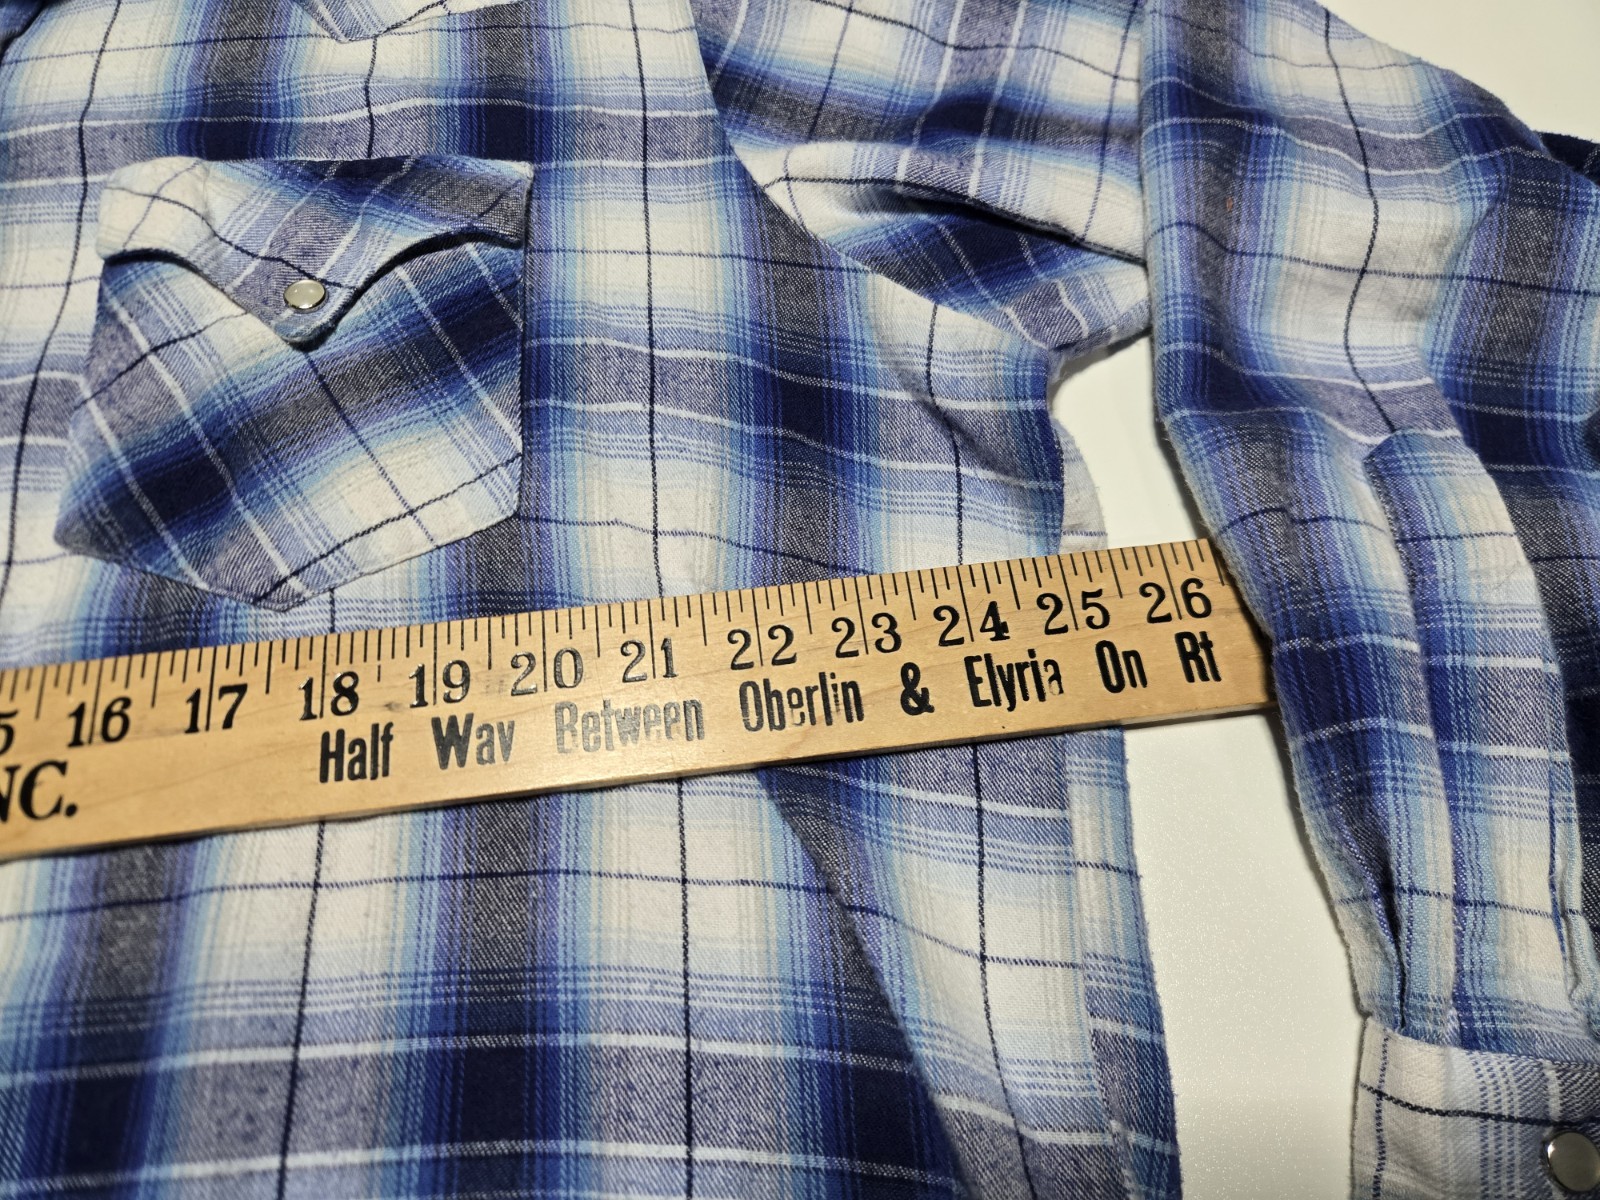 5 16 17 18 19 20 21 22 23 24 25 26
NC. Half Way Between Oberlin & Elyria On Rt